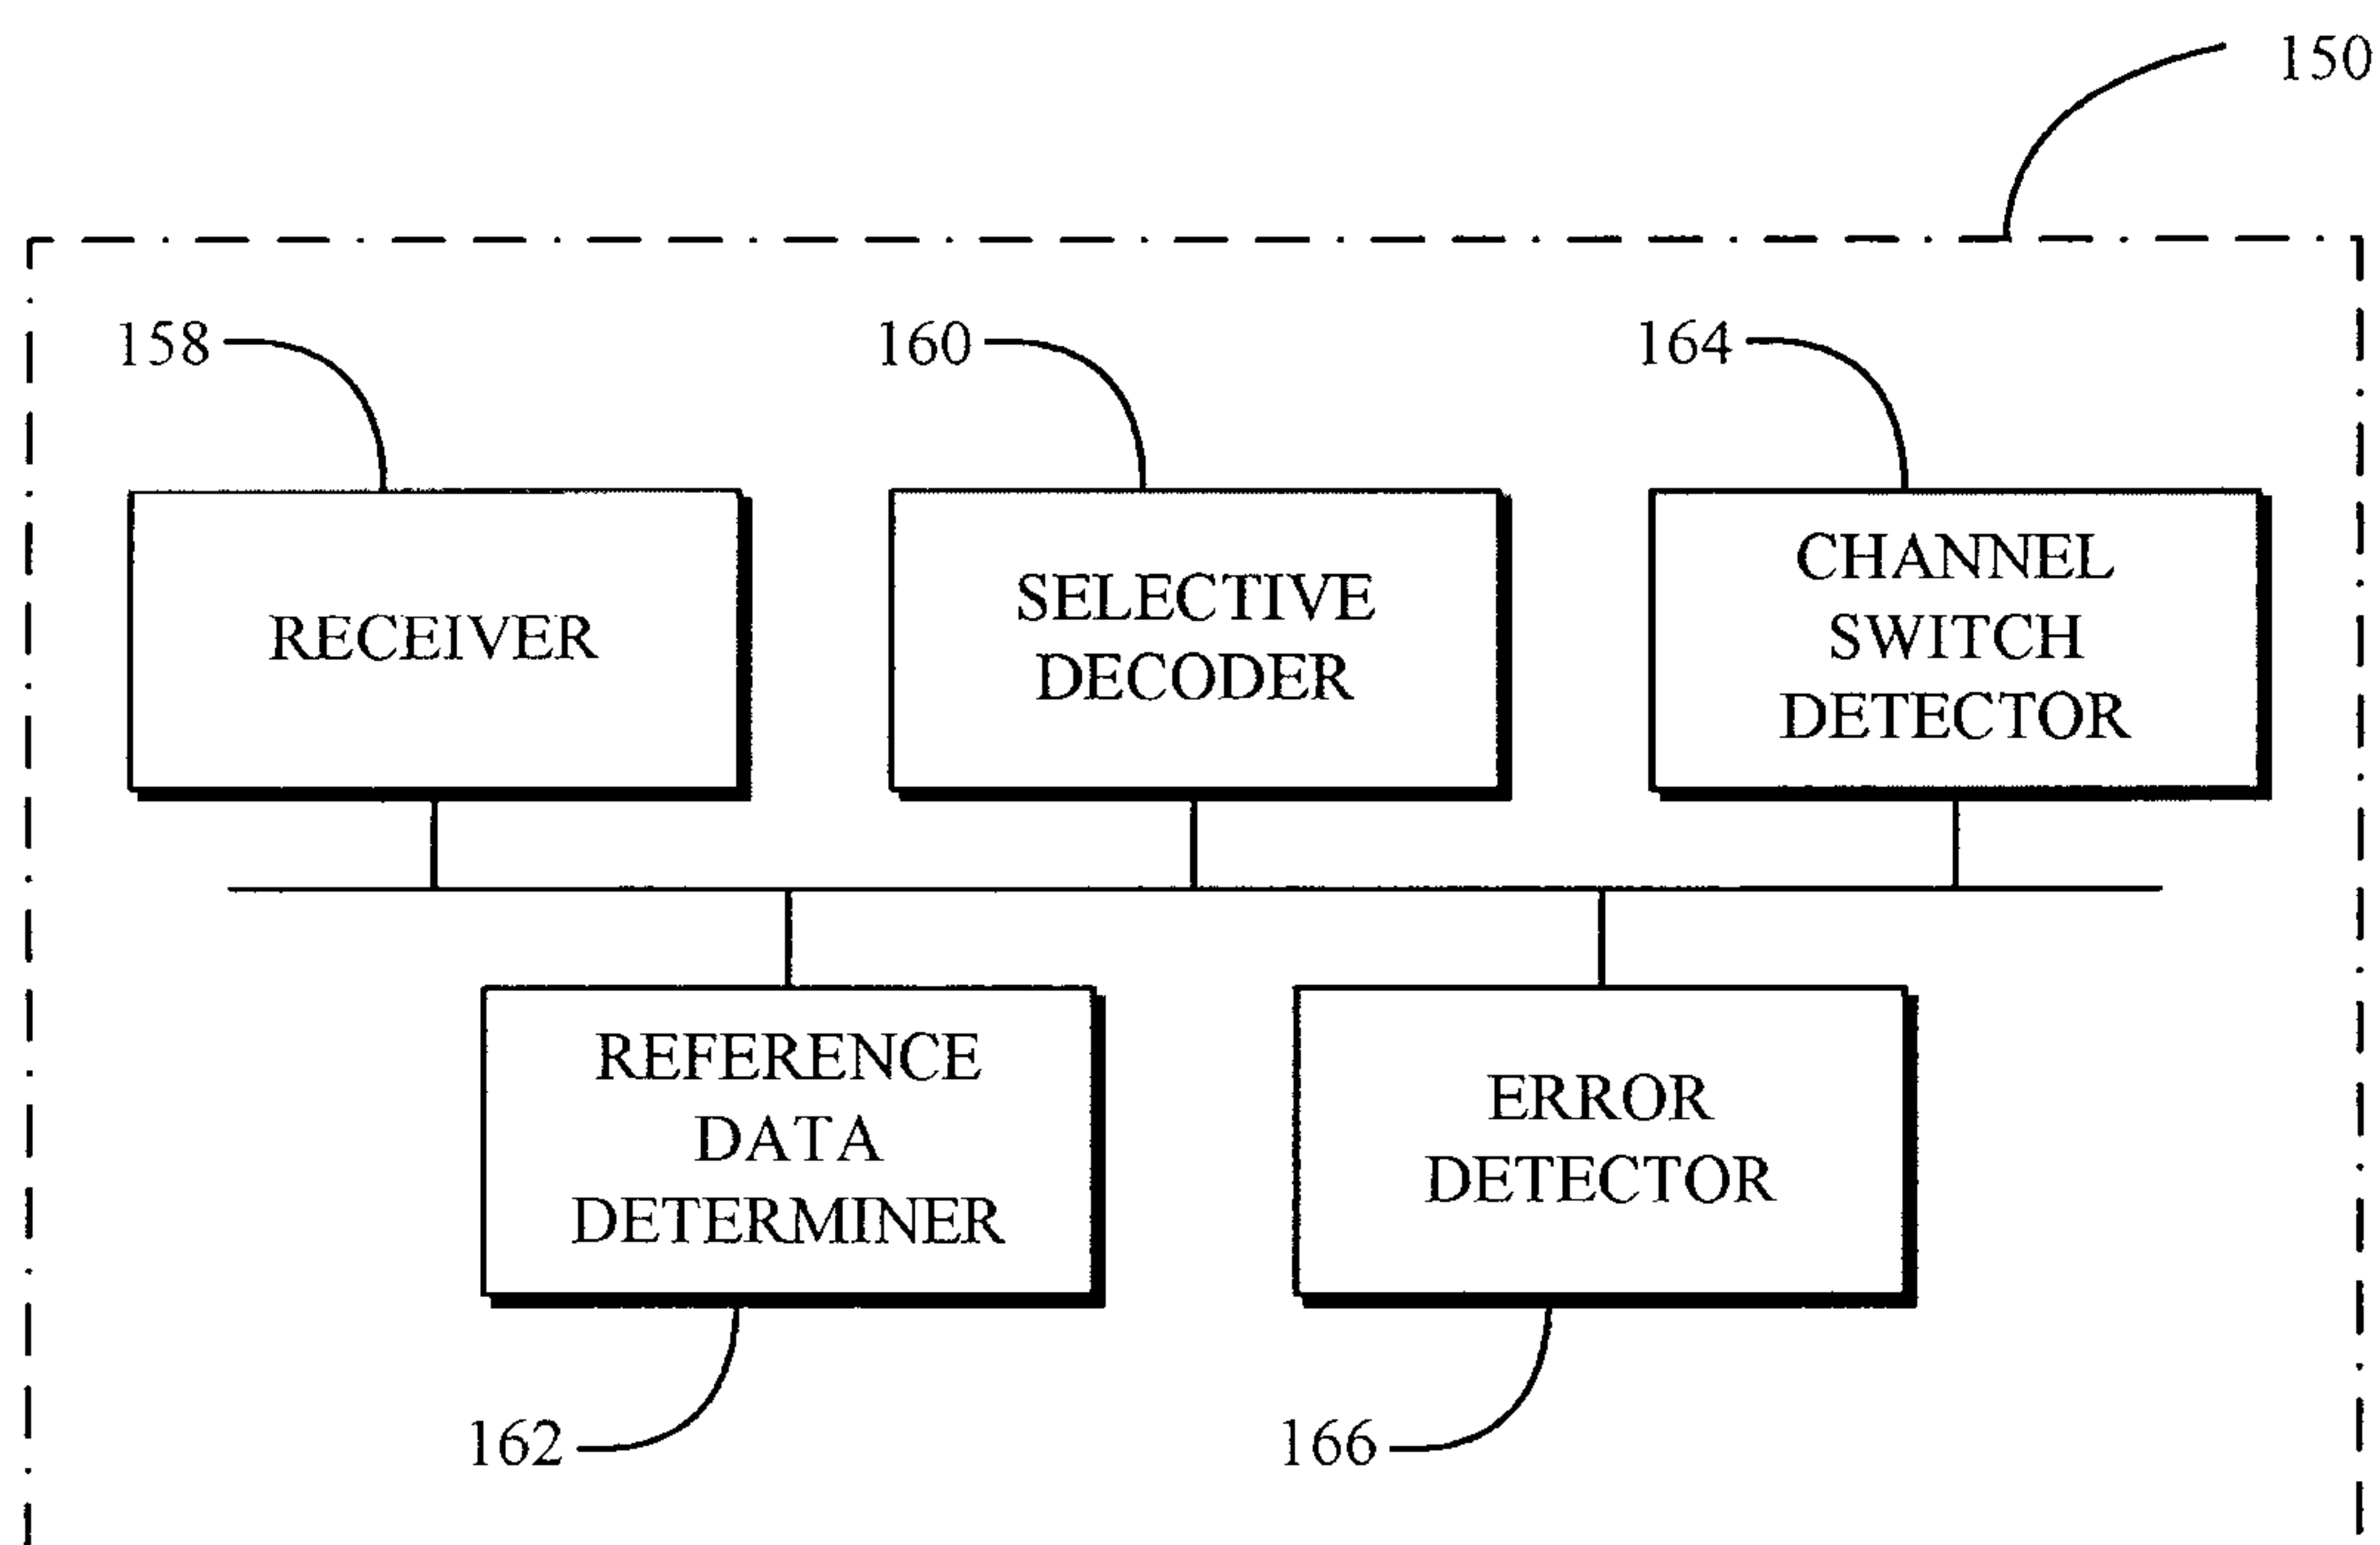 150
158
160
164
RECEIVER
SELECTIVE
DECODER
CHANNEL
SWITCH
DETECTOR
REFERENCE
DATA
DETERMINER
ERROR
DETECTOR
162
166